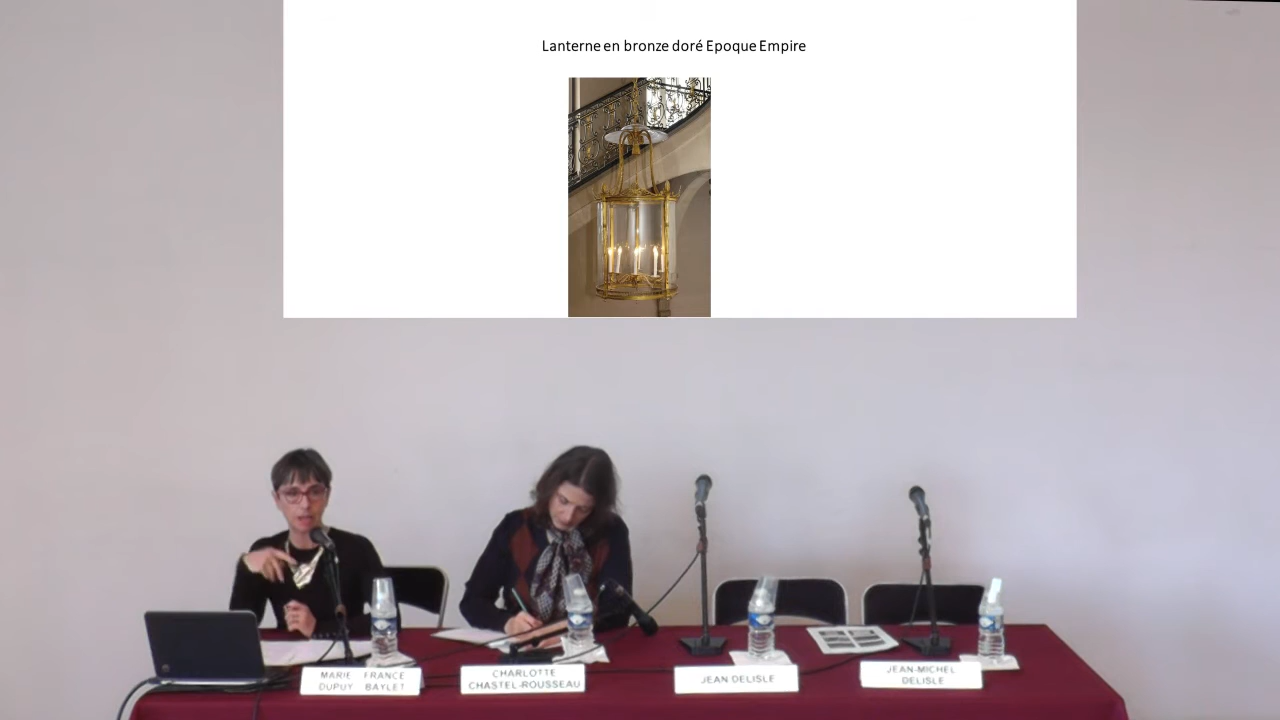 Lanterne en bronze doré Epoque Empire
MARIE FRANCE
DUPUY BAYLET
CHARLOTTE
CHASTEL-ROUSSEAU
JEAN DELISLE
JEAN-MICHEL
DELISLE